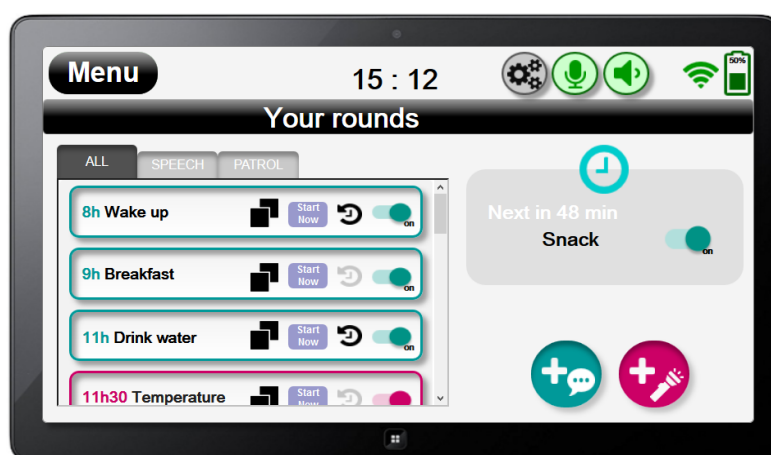 Menu
15 : 12
50%
Your rounds
ALL
SPEECH
PATROL
8h Wake up
Start
Now
on
9h Breakfast
Start
Now
on
11h Drink water
Start
Now
on
11h30 Temperature
Start
Now
Next in 48 min
Snack
on